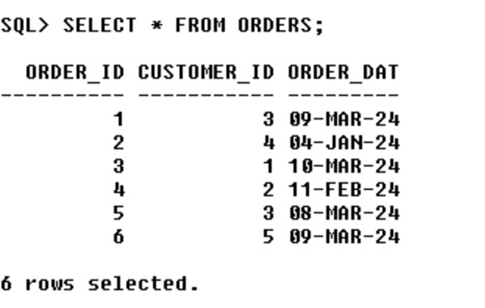 SQL> SELECT * FROM ORDERS;
ORDER_ID CUSTOMER_ID ORDER_DAT
---------- ----------- ---------
1 3 09-MAR-24
2 4 04-JAN-24
3 1 10-MAR-24
4 2 11-FEB-24
5 3 08-MAR-24
6 5 09-MAR-24
6 rows selected.